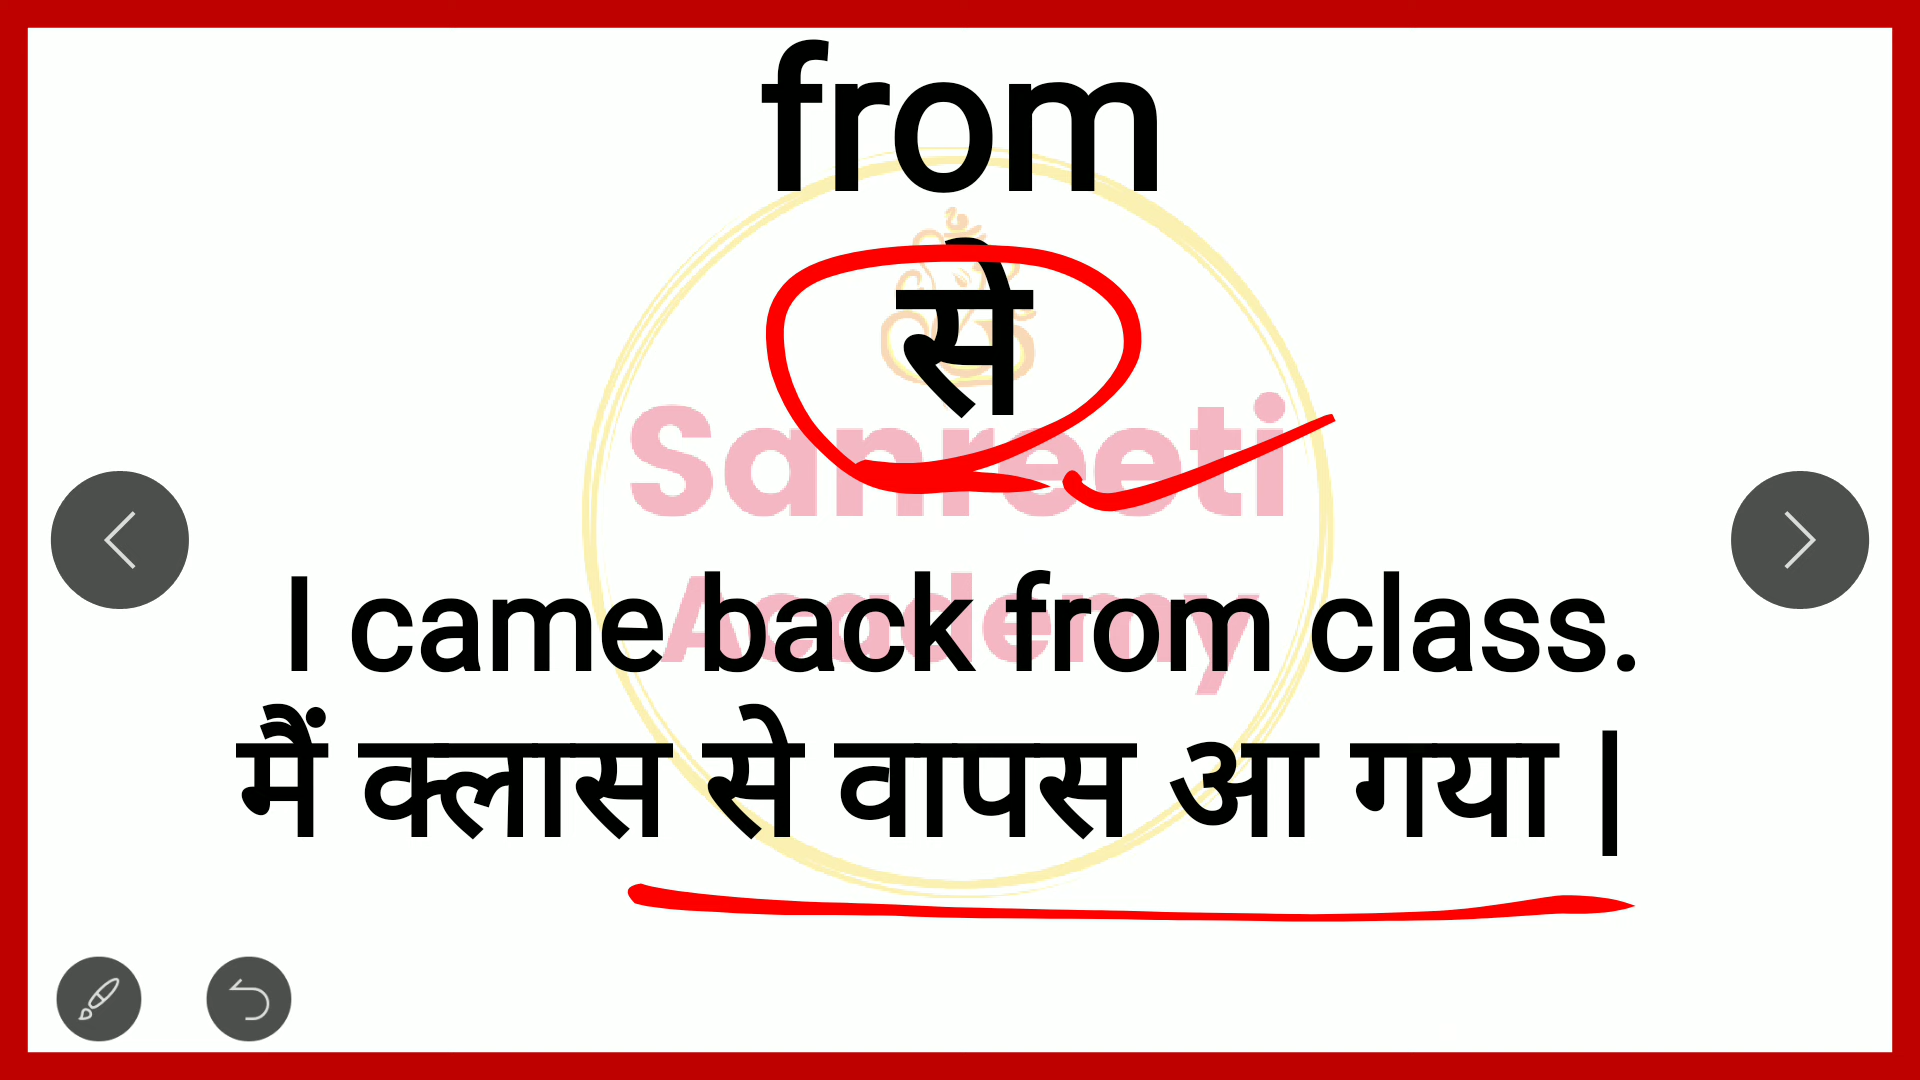 from
से
Sanreeti
Academy
I came back from class.
मैं क्लास से वापस आ गया |